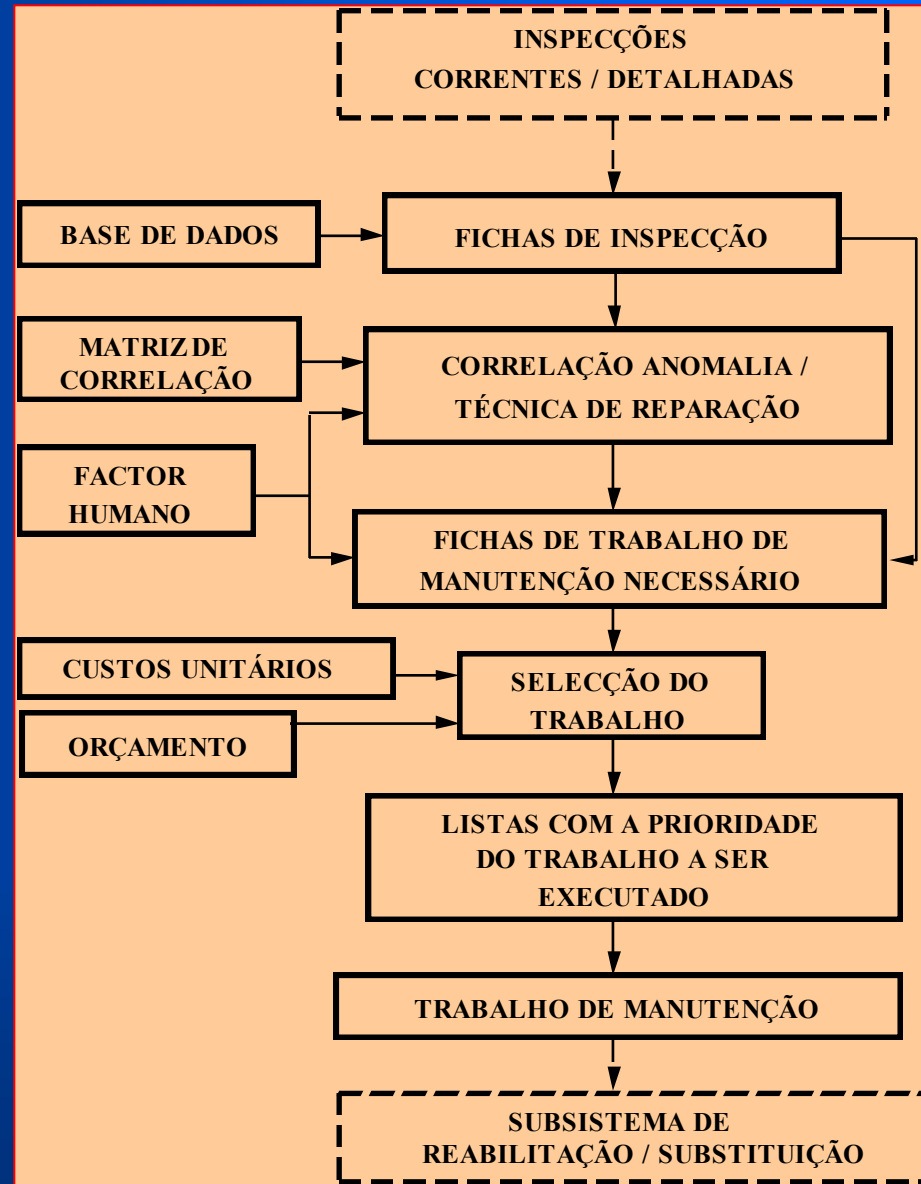 INSPECÇÕES
CORRENTES / DETALHADAS
BASE DE DADOS
FICHAS DE INSPECÇÃO
MATRIZ DE
CORRELAÇÃO
CORRELAÇÃO ANOMALIA /
TÉCNICA DE REPARAÇÃO
FACTOR
HUMANO
FICHAS DE TRABALHO DE
MANUTENÇÃO NECESSÁRIO
CUSTOS UNITÁRIOS
SELECÇÃO DO
TRABALHO
ORÇAMENTO
LISTAS COM A PRIORIDADE
DO TRABALHO A SER
EXECUTADO
TRABALHO DE MANUTENÇÃO
SUBSISTEMA DE
REABILITAÇÃO / SUBSTITUIÇÃO